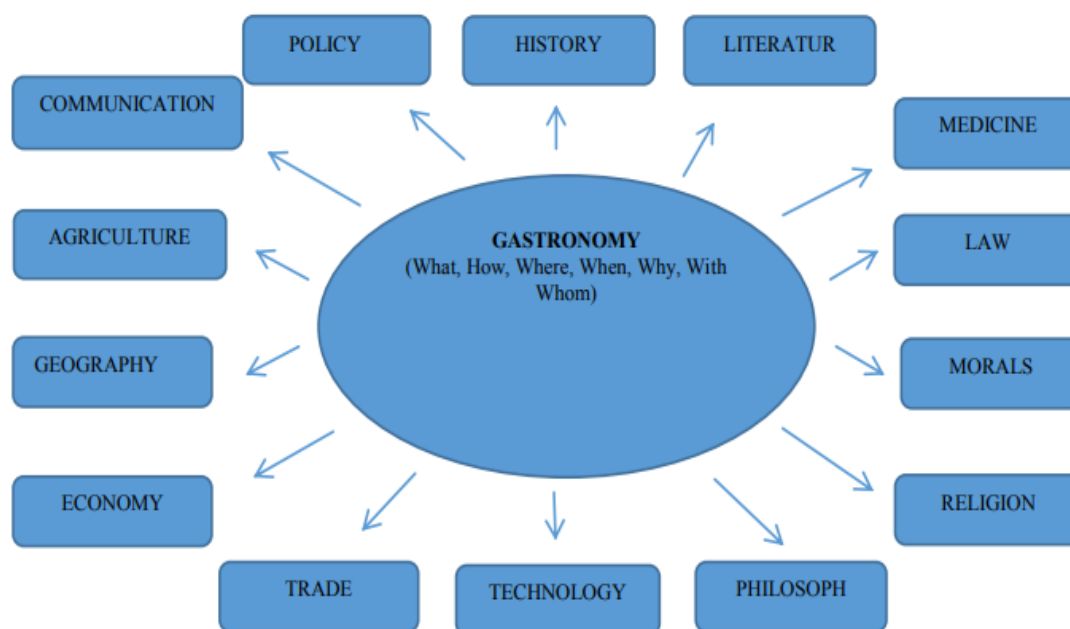 POLICY
HISTORY
LITERATUR
COMMUNICATION
MEDICINE
AGRICULTURE
LAW
GASTRONOMY
(What, How, Where, When, Why, With
Whom)
GEOGRAPHY
MORALS
ECONOMY
RELIGION
TRADE
TECHNOLOGY
PHILOSOPH